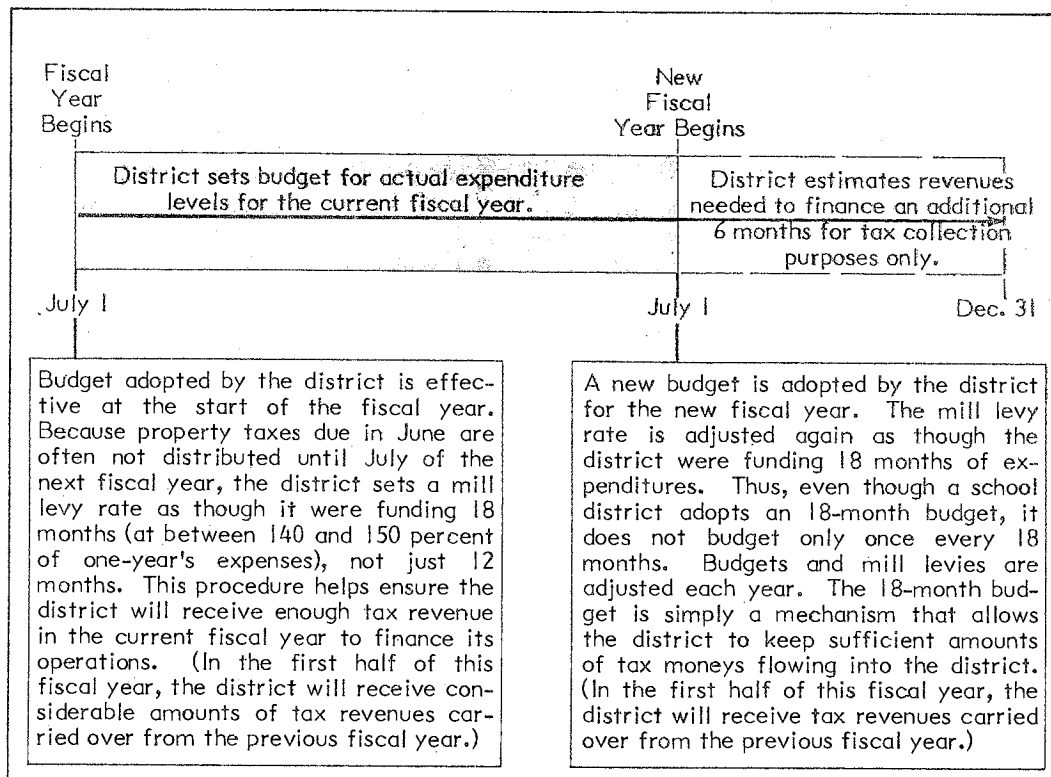 Fiscal
Year
Begins
New
Fiscal
Year Begins
District sets budget for actual expenditure
levels for the current fiscal year.
District estimates revenues
needed to finance an additional
6 months for tax collection
purposes only.
July 1
July 1
Dec. 31
Budget adopted by the district is effec-
tive at the start of the fiscal year.
Because property taxes due in June are
often not distributed until July of the
next fiscal year, the district sets a mill
levy rate as though it were funding 18
months (at between 140 and 150 percent
of one-year's expenses), not just 12
months. This procedure helps ensure the
district will receive enough tax revenue
in the current fiscal year to finance its
operations. (In the first half of this
fiscal year, the district will receive con-
siderable amounts of tax revenues car-
ried over from the previous fiscal year.)
A new budget is adopted by the district
for the new fiscal year. The mill levy
rate is adjusted again as though the
district were funding 18 months of ex-
penditures. Thus, even though a school
district adopts an 18-month budget, it
does not budget only once every 18
months. Budgets and mill levies are
adjusted each year. The 18-month bud-
get is simply a mechanism that allows
the district to keep sufficient amounts
of tax moneys flowing into the district.
(In the first half of this fiscal year, the
district will receive tax revenues carried
over from the previous fiscal year.)